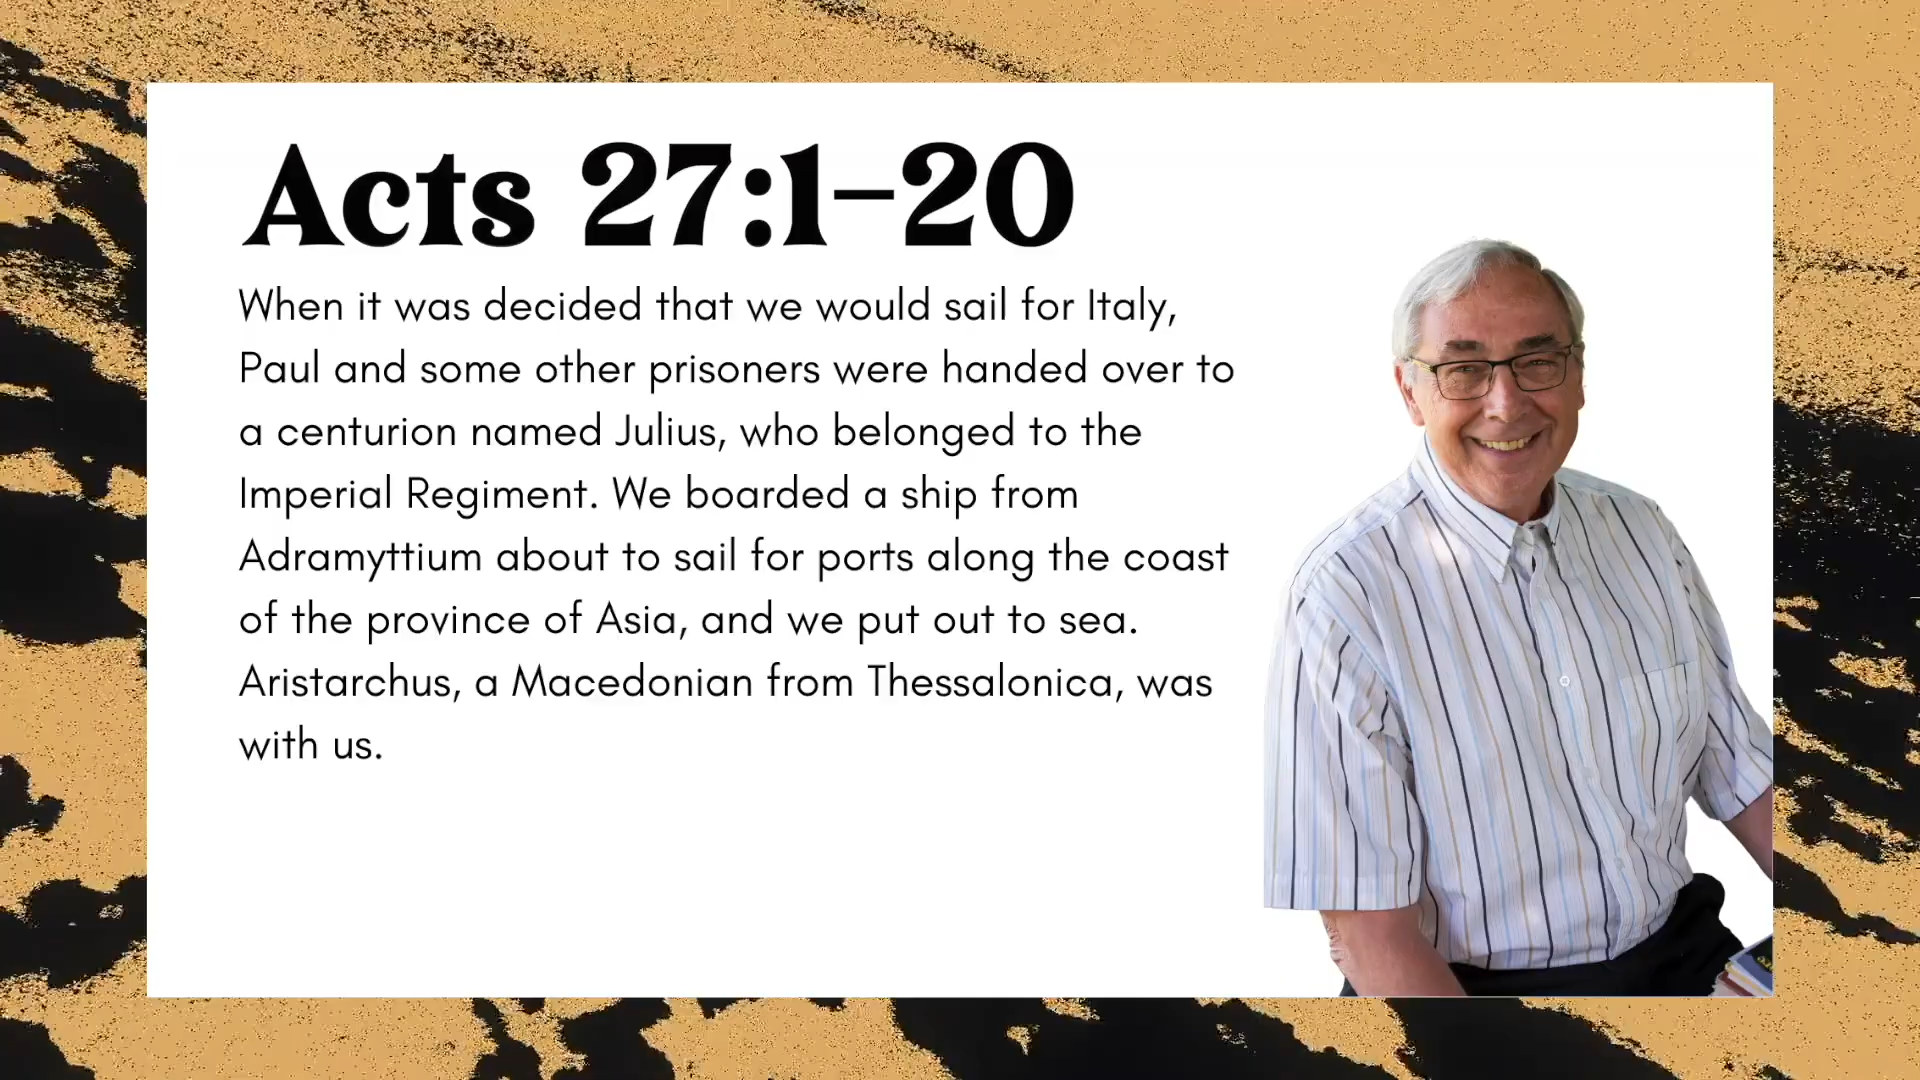 Acts 27:1–20
When it was decided that we would sail for Italy,
Paul and some other prisoners were handed over to
a centurion named Julius, who belonged to the
Imperial Regiment. We boarded a ship from
Adramyttium about to sail for ports along the coast
of the province of Asia, and we put out to sea.
Aristarchus, a Macedonian from Thessalonica, was
with us.